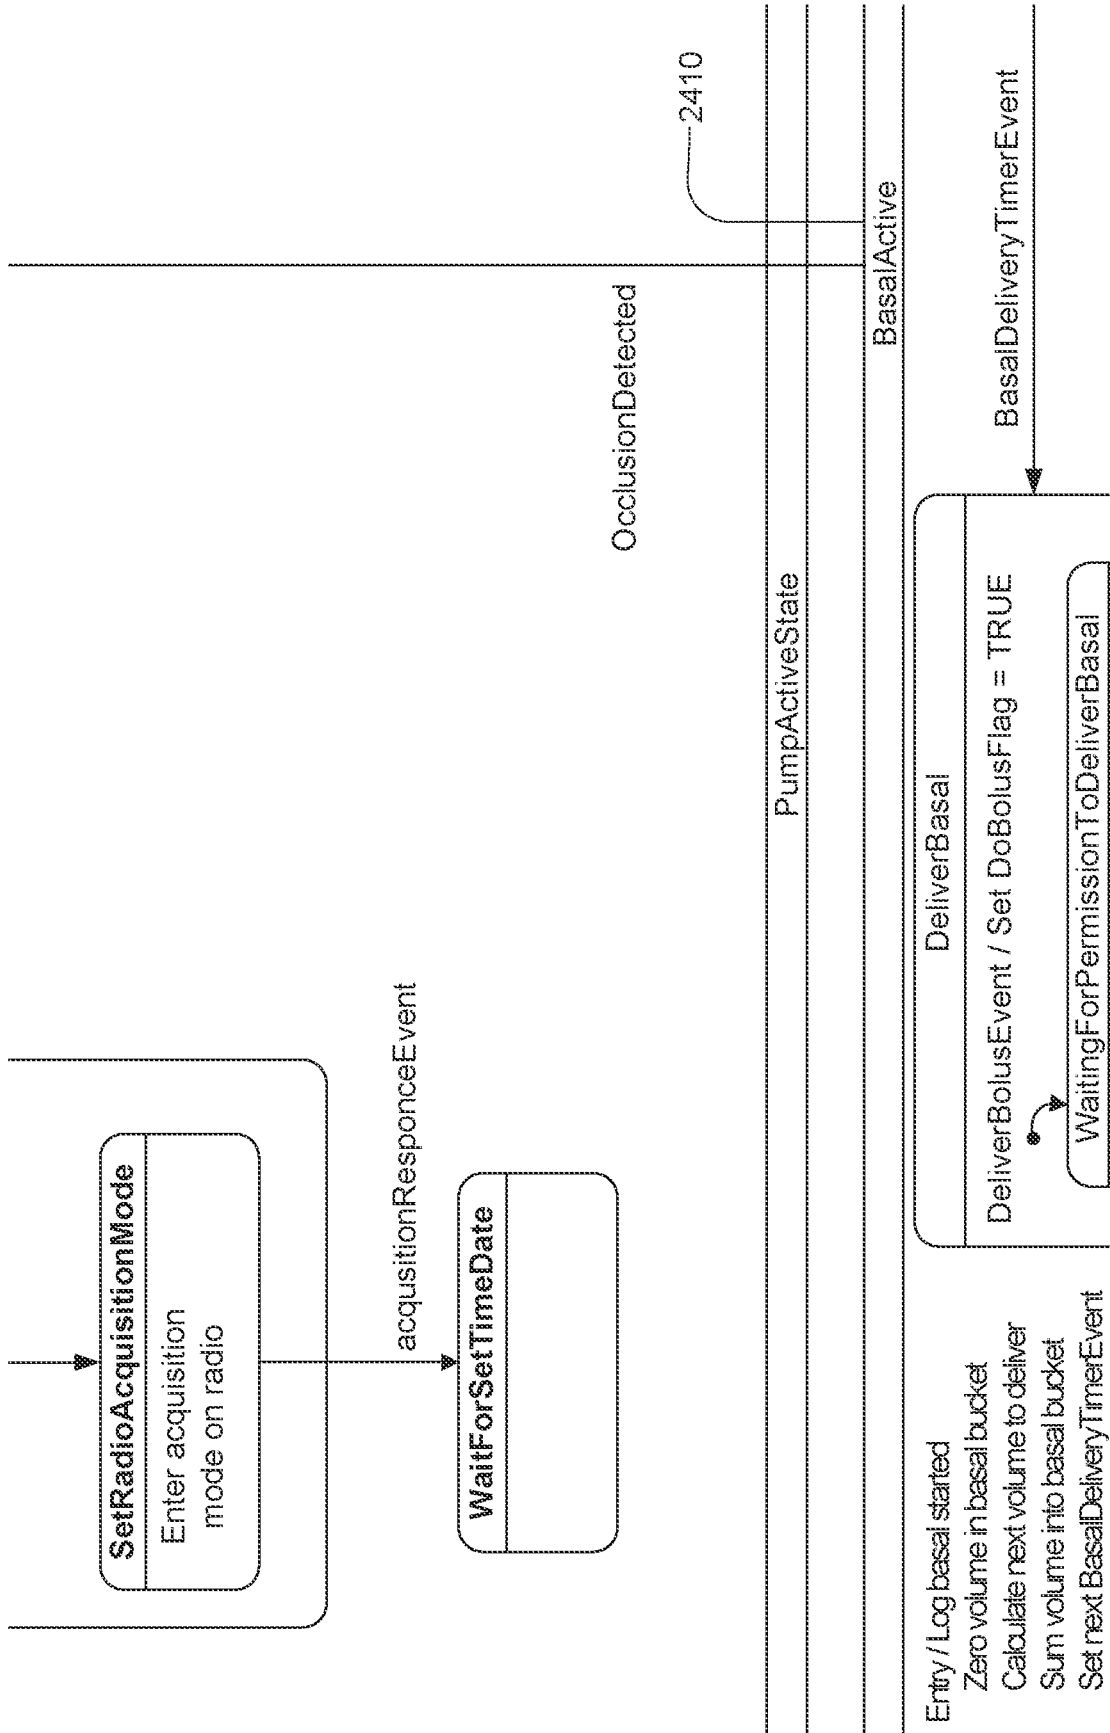 SetRadioAcquisitionMode
Enter acquisition
mode on radio
acqusitionResponceEvent
WaitForSetTimeDate
OcclusionDetected
2410
PumpActiveState
BasalActive
Entry / Log basal started
Zero volume in basal bucket
Calculate next volume to deliver
Sum volume into basal bucket
Set next BasalDeliveryTimerEvent
DeliverBasal
DeliverBolusEvent / Set DoBolusFlag = TRUE
WaitingForPermissionToDeliverBasal
BasalDeliveryTimerEvent